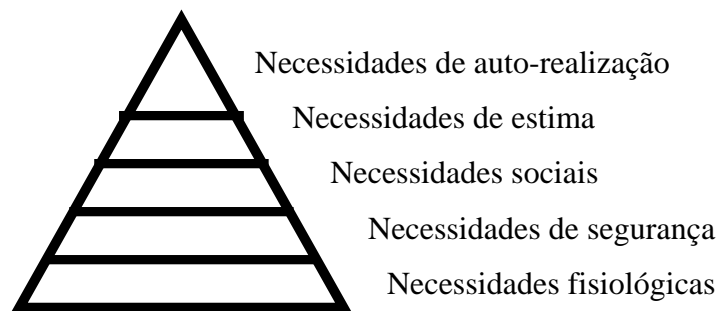 Necessidades de auto-realização
Necessidades de estima
Necessidades sociais
Necessidades de segurança
Necessidades fisiológicas